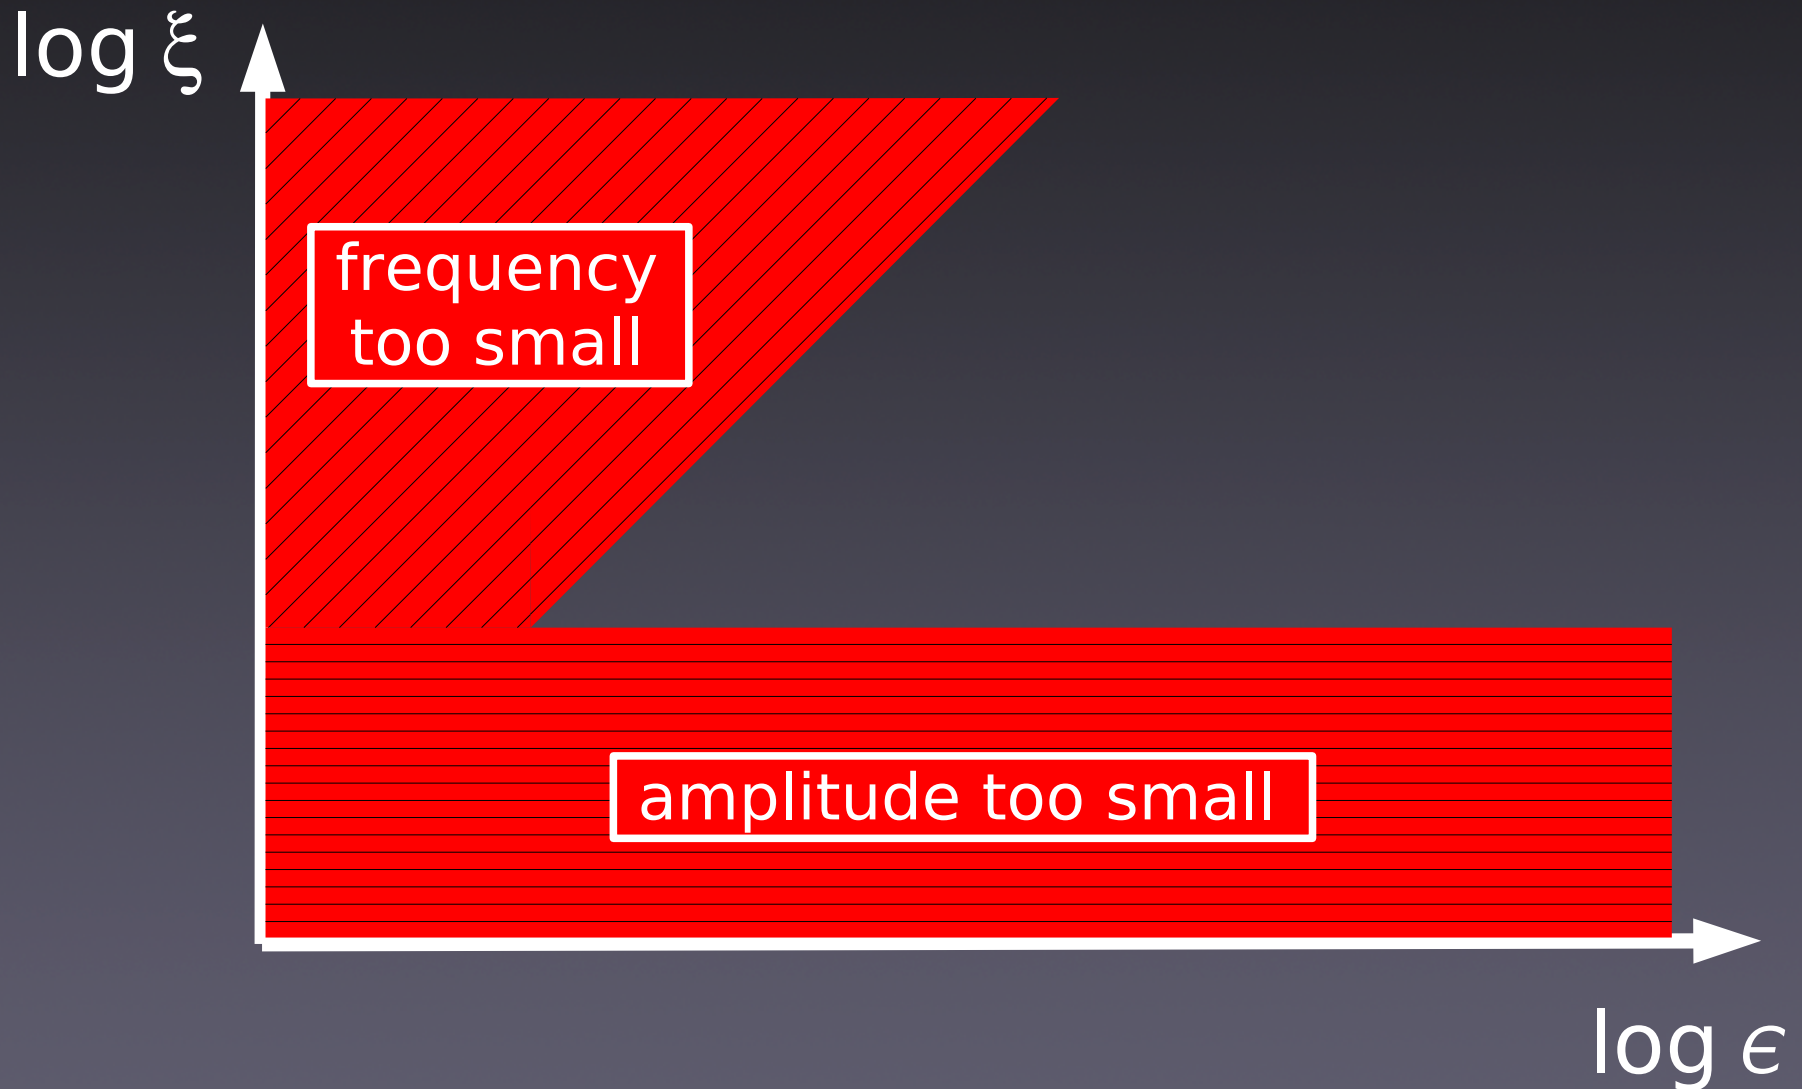 log ξ
frequency
too small
amplitude too small
log ϵ